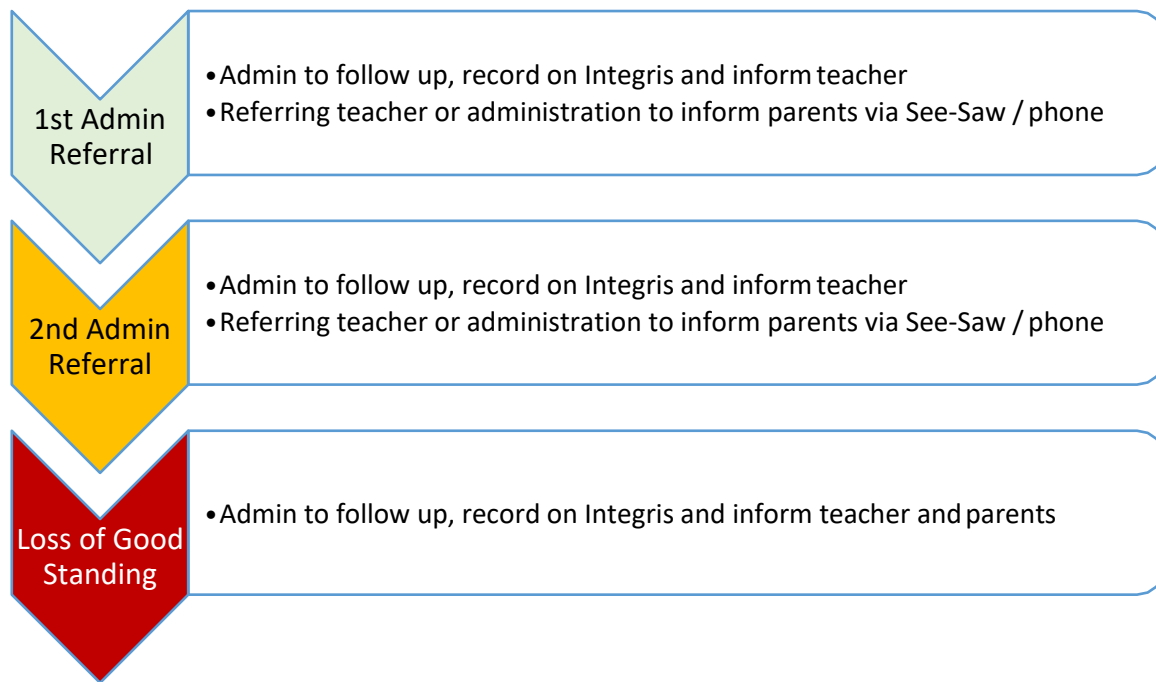 1st Admin
Referral
•Admin to follow up, record on Integris and inform teacher
•Referring teacher or administration to inform parents via See-Saw / phone
2nd Admin
Referral
•Admin to follow up, record on Integris and inform teacher
•Referring teacher or administration to inform parents via See-Saw / phone
Loss of Good
Standing
•Admin to follow up, record on Integris and inform teacher and parents